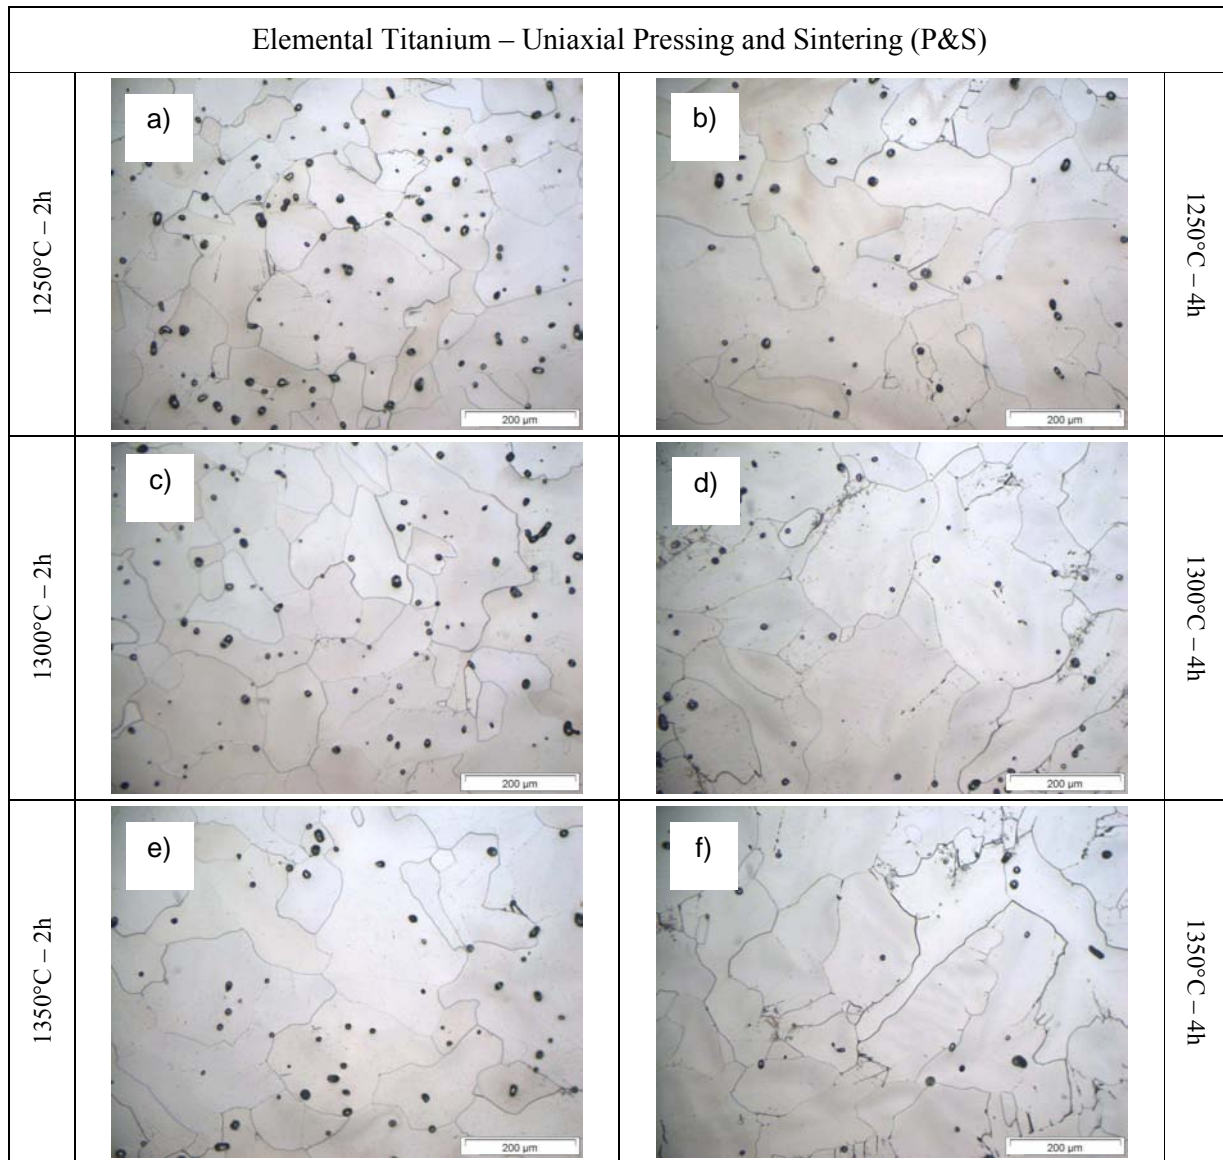 Elemental Titanium – Uniaxial Pressing and Sintering (P&S)
1250°C – 2h
a)
200 µm
b)
200 µm
1250°C – 4h
1300°C – 2h
c)
200 µm
d)
200 µm
1300°C – 4h
1350°C – 2h
e)
200 µm
f)
200 µm
1350°C – 4h